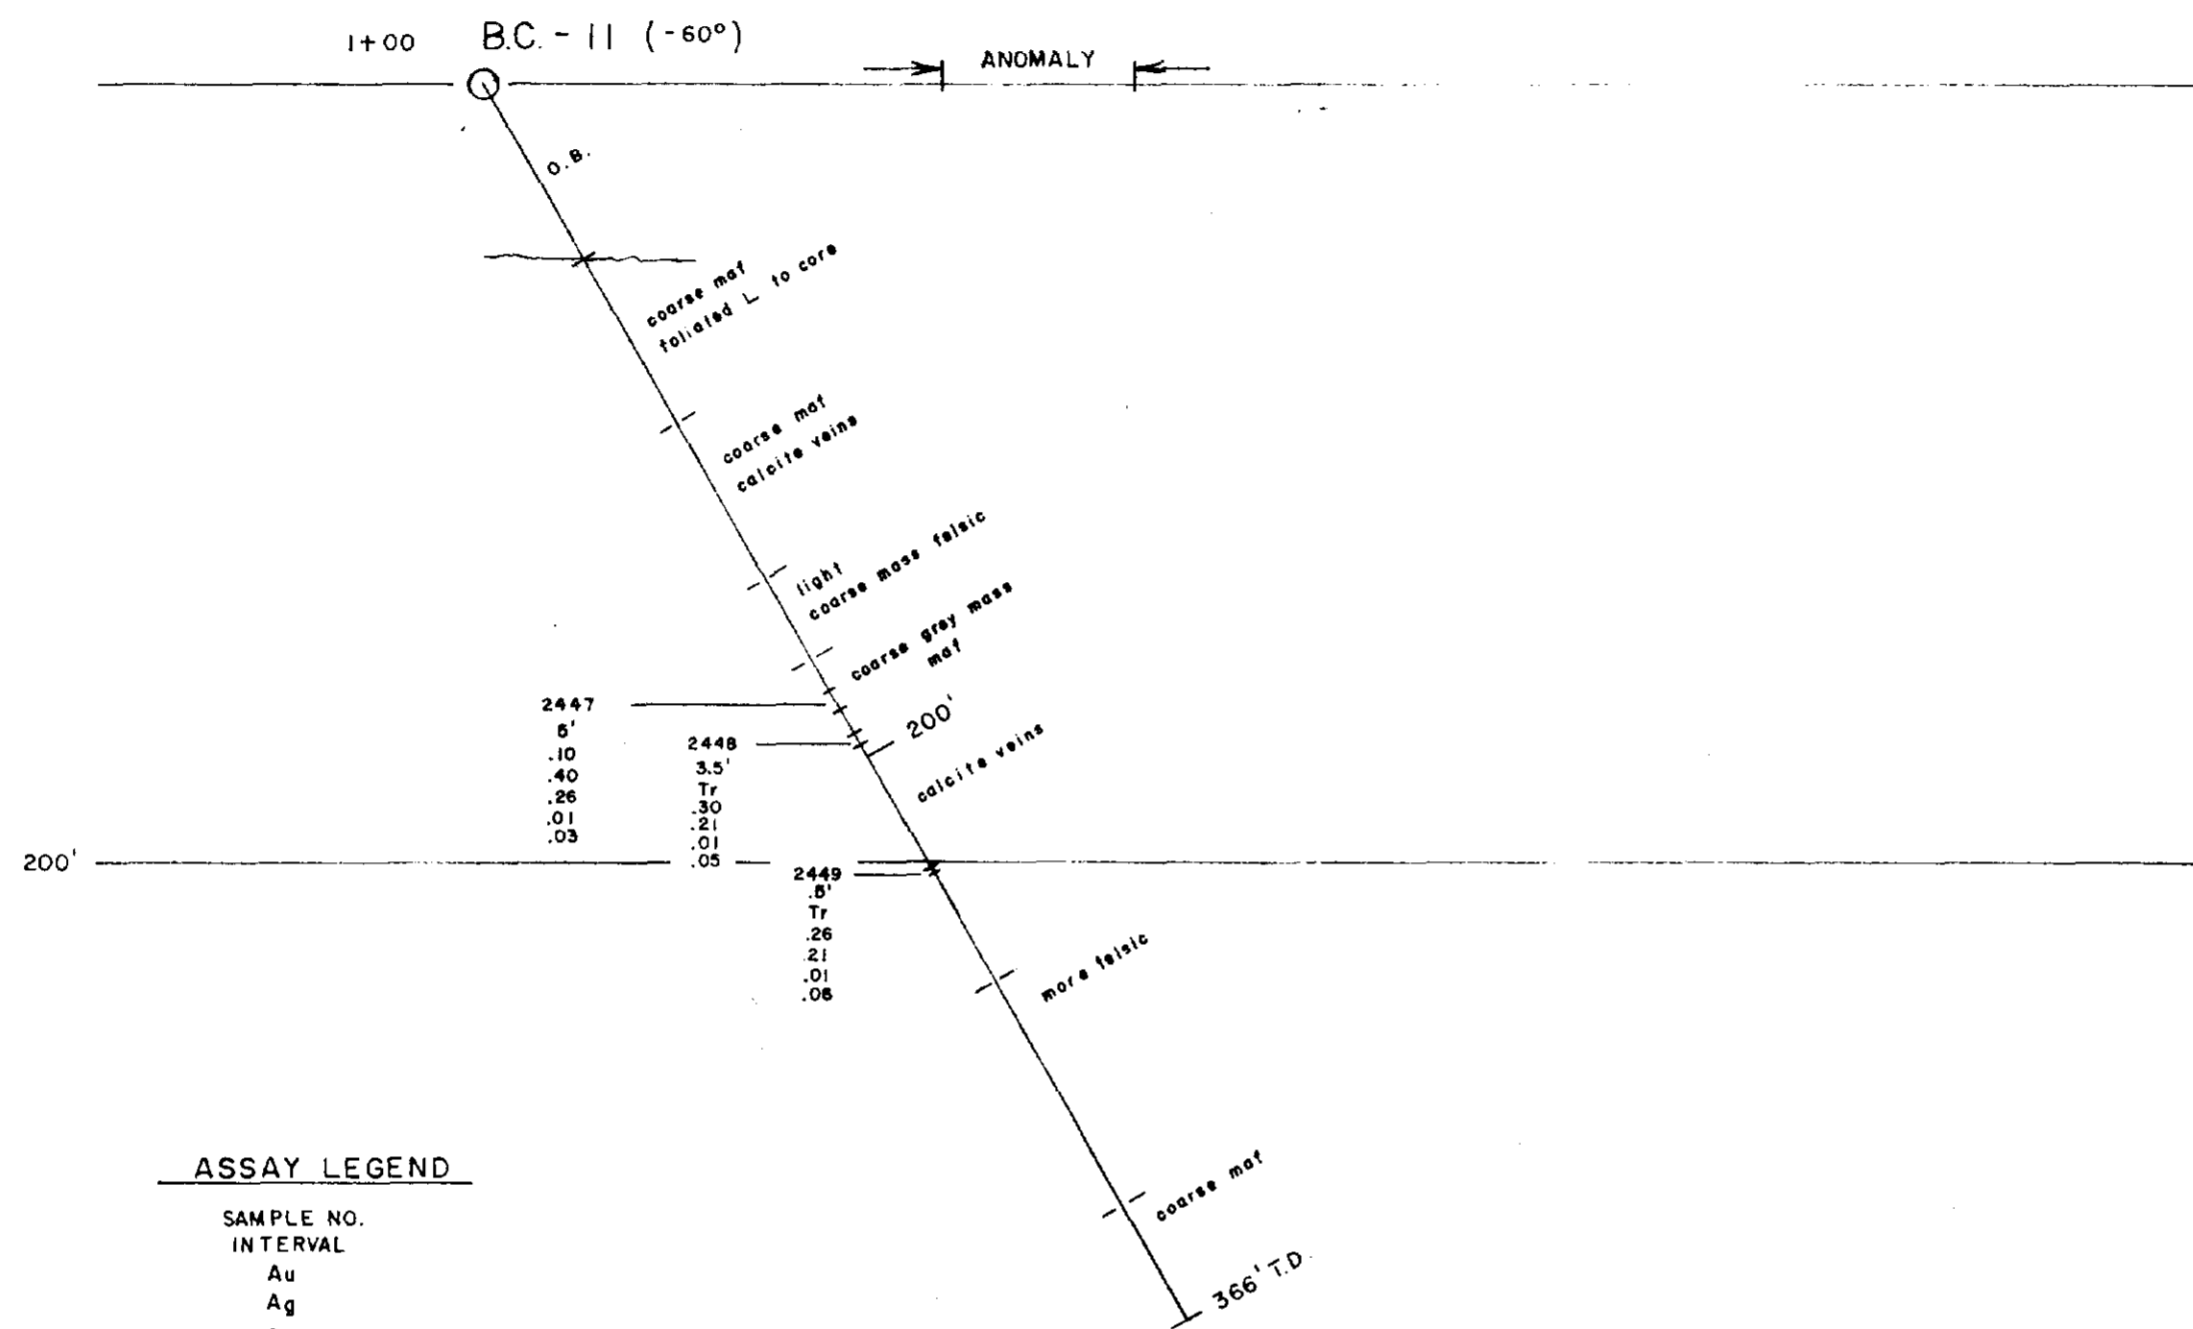 1+00 B.C. - 11 (-60°)
ANOMALY
O.B.
coarse maf
foliated L to core
coarse maf
calcite veins
light
coarse mass felsic
coarse grey mass
maf
200'
calcite veins
2447
5'
.10
.40
.26
.01
.03
2448
3.5'
Tr
.30
.21
.01
.05
200'
2449
.5'
Tr
.26
.21
.01
more felsic
coarse maf
366' T.D.
ASSAY LEGEND
SAMPLE NO.
INTERVAL
Au
Ag